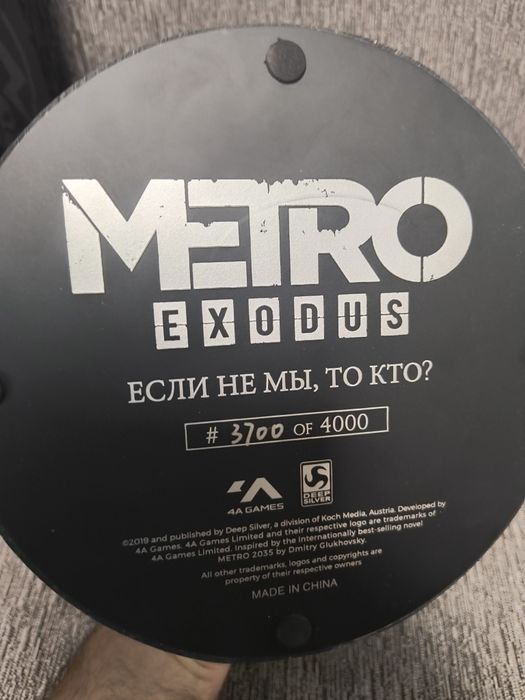 METRO
EXODUS
ЕСЛИ НЕ МЫ, ТО КТО?
# 3700 OF 4000
4A GAMES
DEEP
SILVER
©2019 and published by Deep Silver, a division of Koch Media, Austria. Developed by
4A Games. 4A Games Limited and their respective logo are trademarks of
4A Games Limited. Inspired by the Internationally best-selling novel
METRO 2035 by Dmitry Glukhovsky.
All other trademarks, logos and copyrights are
property of their respective owners
MADE IN CHINA